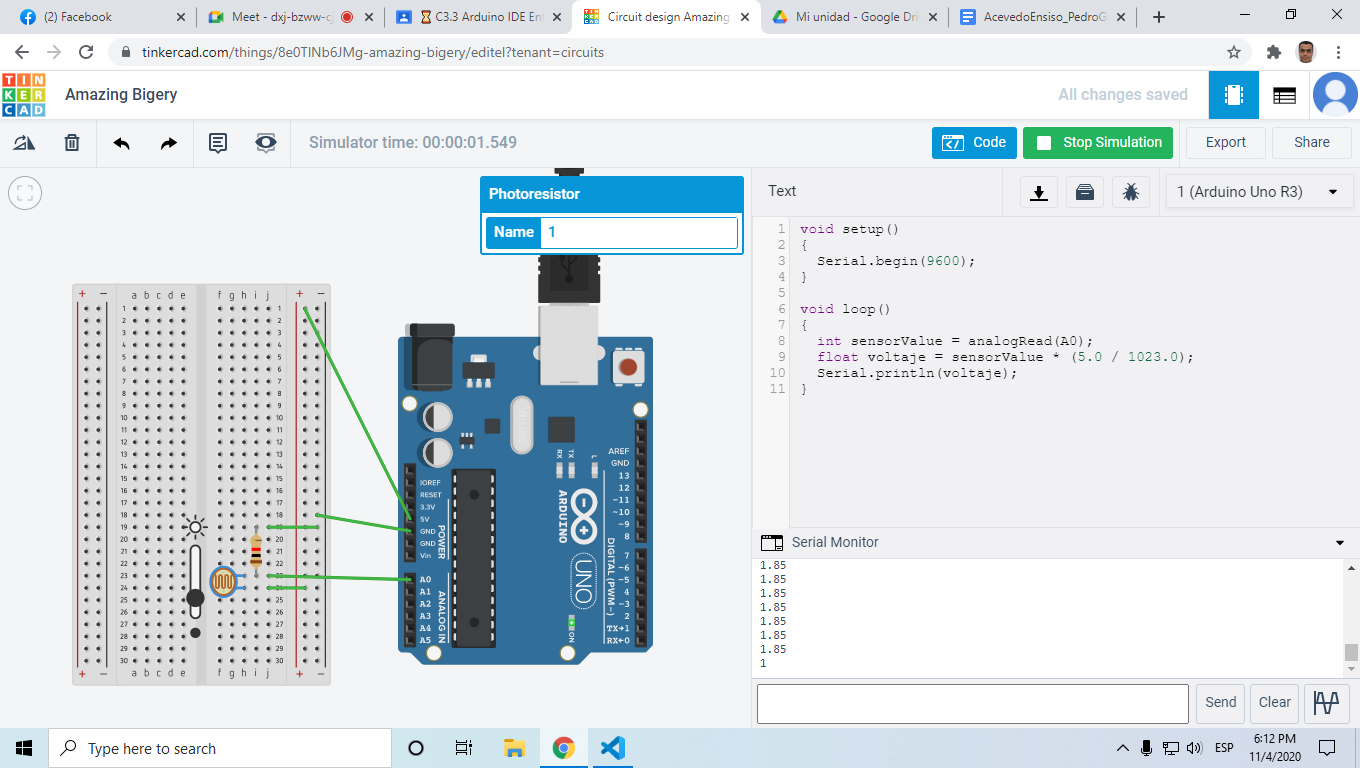 (2) Facebook
Meet - dxj-bzww-c
C3.3 Arduino IDE En
Circuit design Amazing
Mi unidad - Google Dri
AcevedoEnsiso_PedroG
tinkercad.com/things/8e0TlNb6JMg-amazing-bigery/editel?tenant=circuits
TIN
KER
CAD
Amazing Bigery
All changes saved
Simulator time: 00:00:01.549
Code
Stop Simulation
Export
Share
Photoresistor
Name 1
Text
1 (Arduino Uno R3)
1 void setup()
2 {
3 Serial.begin(9600);
4 }
5
6 void loop()
7 {
8 int sensorValue = analogRead(A0);
9 float voltaje = sensorValue * (5.0 / 1023.0);
10 Serial.println(voltaje);
11 }
a b c d e f g h i j
1
2
3
4
5
6
7
8
9
10
11
12
13
14
15
16
17
18
19
20
21
22
23
24
25
26
27
28
29
30
a b c d e f g h i j
IOREF
RESET
3.3V
5V
GND
GND
Vin
POWER
A0
A1
A2
A3
A4
A5
ANALOG IN
RX
TX
L
ARDUINO
UNO
ON
AREF
GND
13
12
~11
~10
~9
8
7
~6
~5
4
~3
2
TX→1
RX←0
DIGITAL (PWM~)
Serial Monitor
1.85
1.85
1.85
1.85
1.85
1.85
1.85
1
Send
Clear
Type here to search
ESP
6:12 PM
11/4/2020